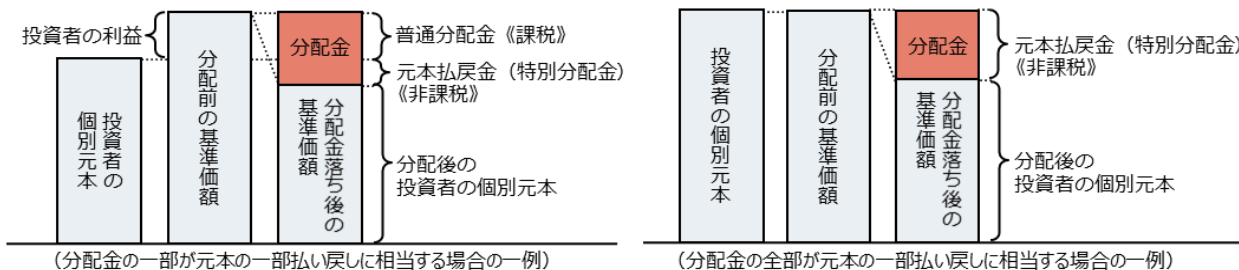 投資者の利益
投資者の
個別元本
分配前の基準価額
分配金
分配金落ち後の
基準価額
普通分配金《課税》
元本払戻金（特別分配金）
《非課税》
分配後の
投資者の個別元本
（分配金の一部が元本の一部払い戻しに相当する場合の一例）
投資者の個別元本
分配前の基準価額
分配金
分配金落ち後の
基準価額
元本払戻金（特別分配金）
《非課税》
分配後の
投資者の個別元本
（分配金の全部が元本の一部払い戻しに相当する場合の一例）